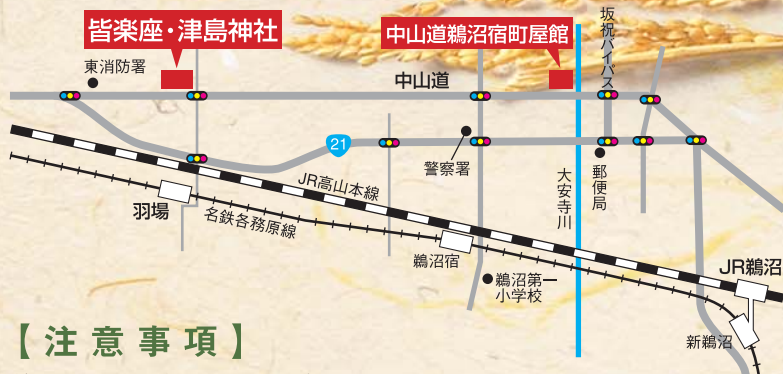 皆楽座・津島神社
中山道鵜沼宿町屋館
坂祝バイパス
東消防署
中山道
21
警察署
郵便局
大安寺川
JR高山本線
羽場
名鉄各務原線
鵜沼宿
鵜沼第一
小学校
JR鵜沼
新鵜沼
【注意事項】